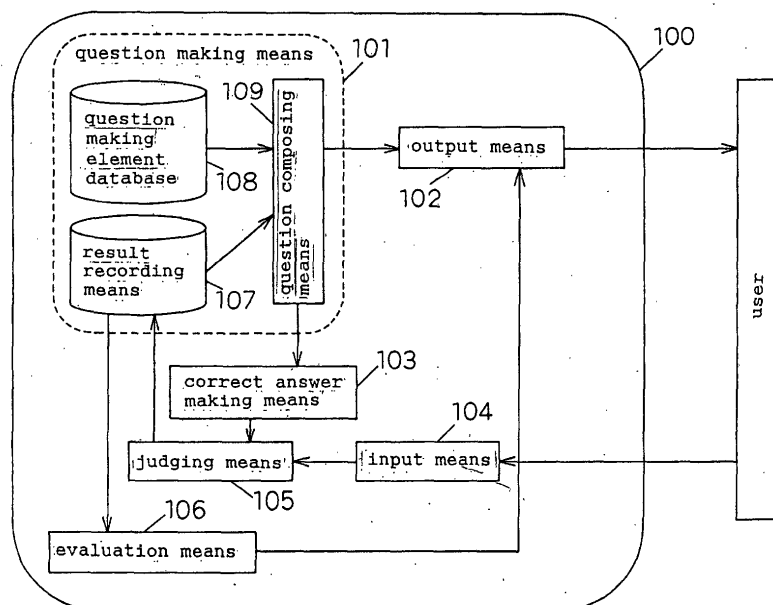 question making means
101
100
109
question
making
element
database
108
question composing
means
output means
102
result
recording
means
107
user
103
correct answer
making means
104
judging means
input means
105
106
evaluation means